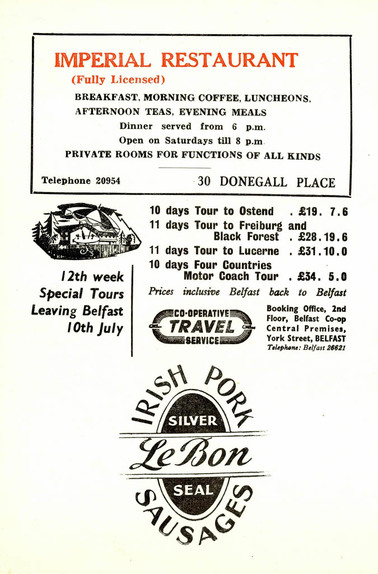 IMPERIAL RESTAURANT
(Fully Licensed)
BREAKFAST, MORNING COFFEE, LUNCHEONS,
AFTERNOON TEAS, EVENING MEALS
Dinner served from 6 p.m.
Open on Saturdays till 8 p.m
PRIVATE ROOMS FOR FUNCTIONS OF ALL KINDS
Telephone 20954 30 DONEGALL PLACE
12th week
Special Tours
Leaving Belfast
10th July
10 days Tour to Ostend . £19. 7.6
11 days Tour to Freiburg and
Black Forest . £28.19.6
11 days Tour to Lucerne . £31.10.0
10 days Four Countries
Motor Coach Tour . £34. 5.0
Prices inclusive Belfast back to Belfast
CO-OPERATIVE
TRAVEL
SERVICE
Booking Office, 2nd
Floor, Belfast Co-op
Central Premises,
York Street, BELFAST
Telephone: Belfast 26621
IRISH PORK
SILVER
Le Bon
SEAL
SAUSAGES